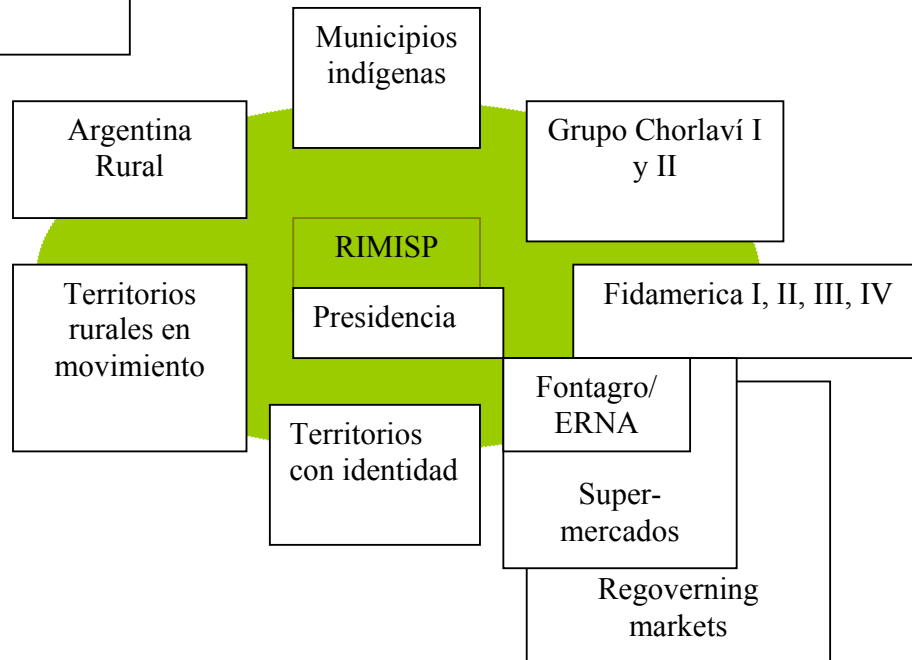 Municipios
indígenas
Argentina
Rural
Grupo Chorlaví I
y II
RIMISP
Presidencia
Territorios
rurales en
movimiento
Fidamerica I, II, III, IV
Fontagro/
ERNA
Territorios
con identidad
Super-
mercados
Regoverning
markets